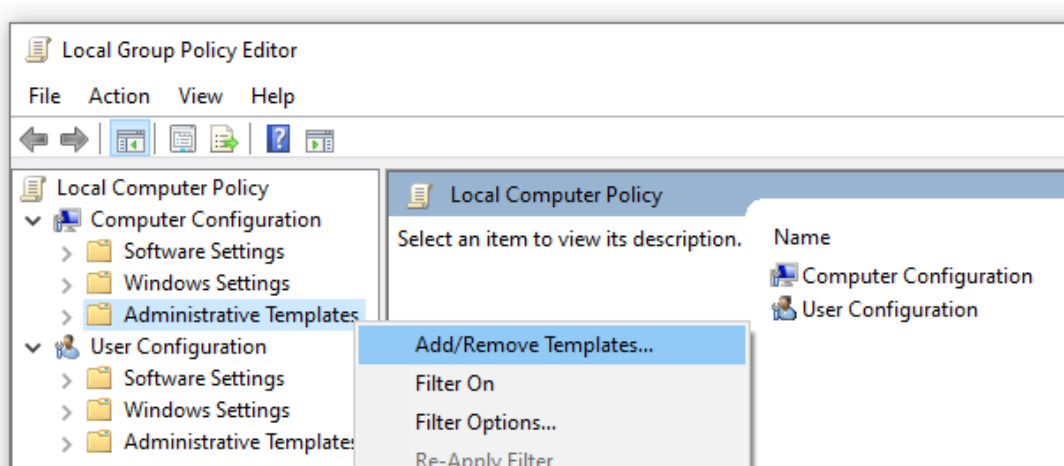 Local Group Policy Editor
File Action View Help
Local Computer Policy
Computer Configuration
Software Settings
Windows Settings
Administrative Templates
User Configuration
Software Settings
Windows Settings
Administrative Templates
Local Computer Policy
Select an item to view its description.
Name
Computer Configuration
User Configuration
Add/Remove Templates...
Filter On
Filter Options...
Re-Apply Filter